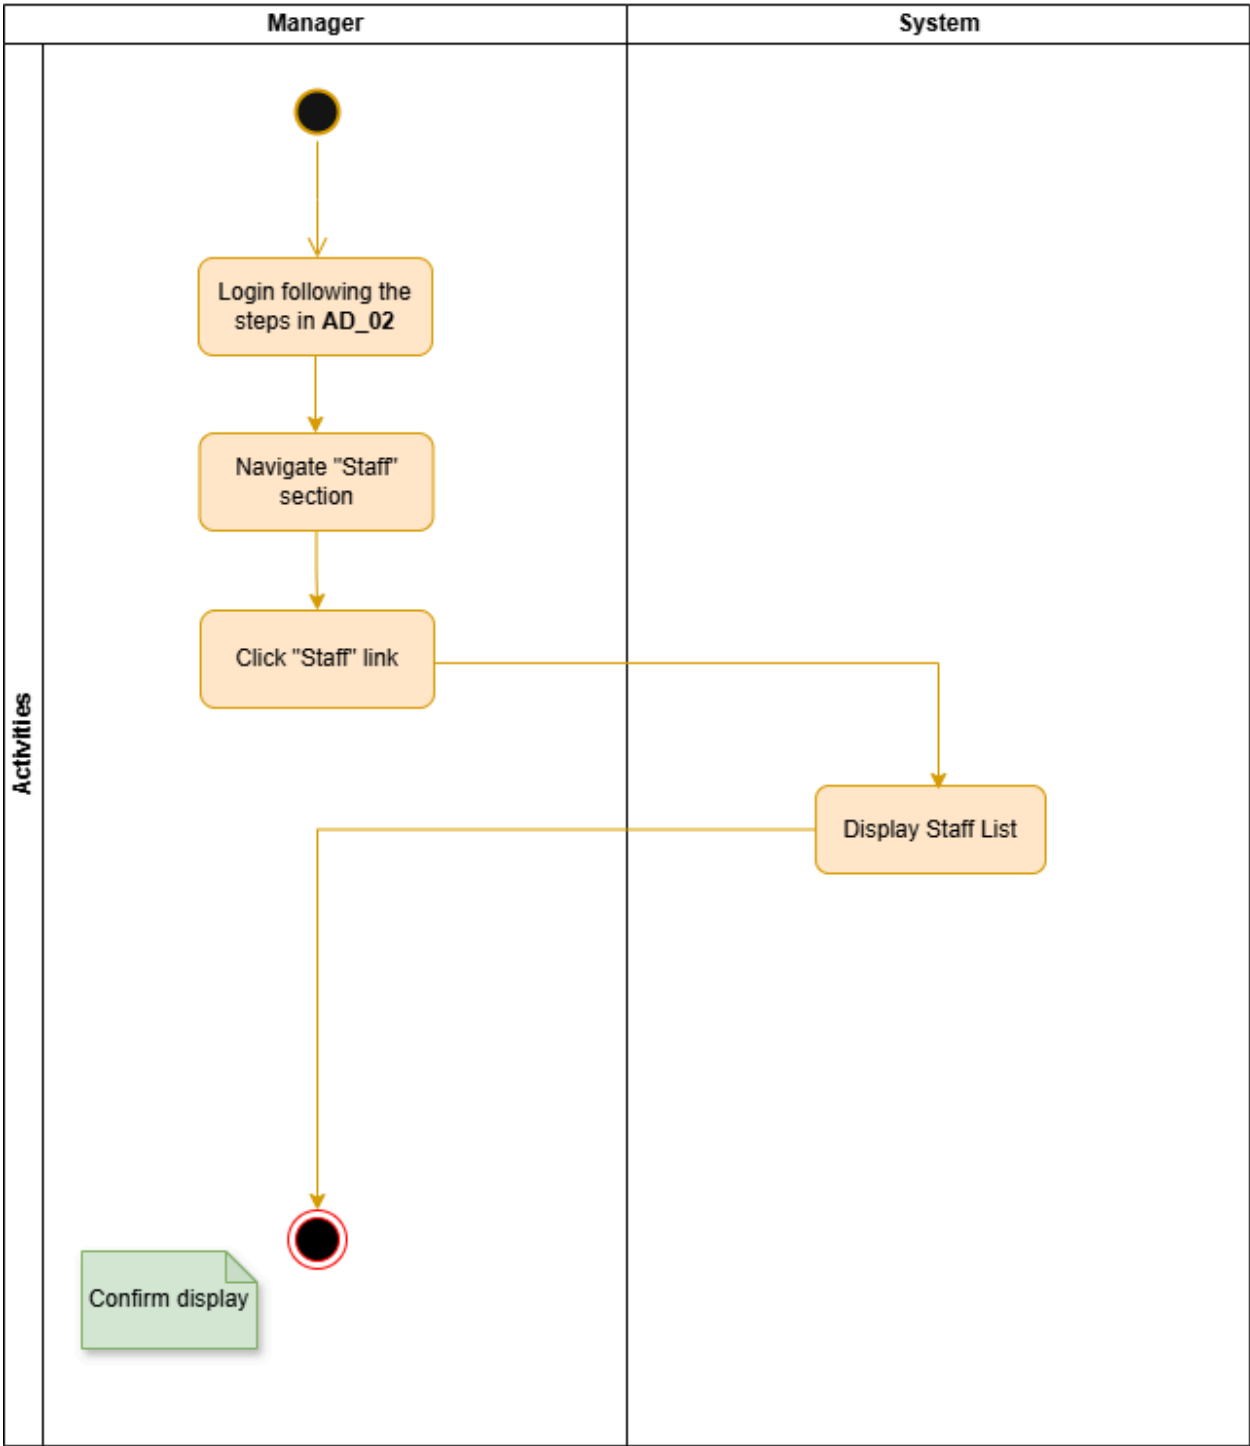 Manager
System
Activities
Login following the
steps in AD_02
Navigate "Staff"
section
Click "Staff" link
Display Staff List
Confirm display